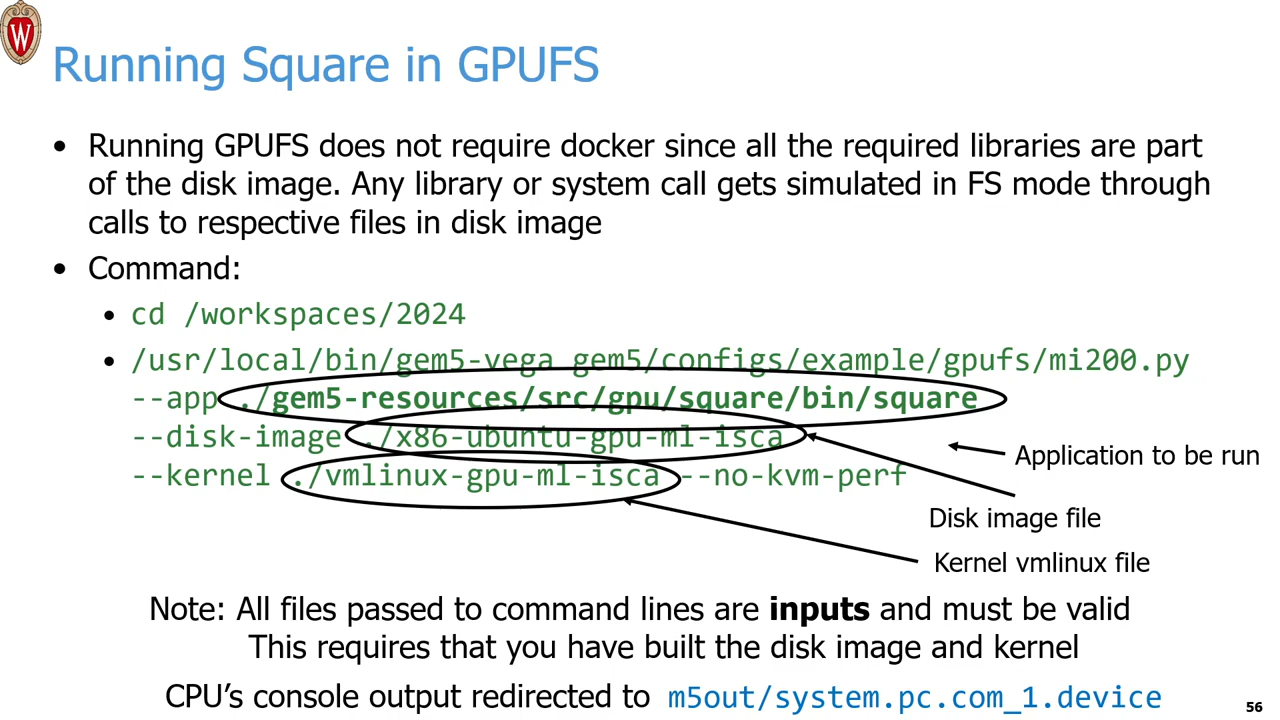 W
Running Square in GPUFS
• Running GPUFS does not require docker since all the required libraries are part
of the disk image. Any library or system call gets simulated in FS mode through
calls to respective files in disk image
• Command:
• cd /workspaces/2024
• /usr/local/bin/gem5-vega gem5/configs/example/gpufs/mi200.py
--app ./gem5-resources/src/gpu/square/bin/square
--disk-image ./x86-ubuntu-gpu-ml-isca
--kernel ./vmlinux-gpu-ml-isca --no-kvm-perf
Application to be run
Disk image file
Kernel vmlinux file
Note: All files passed to command lines are inputs and must be valid
This requires that you have built the disk image and kernel
CPU’s console output redirected to m5out/system.pc.com_1.device
56